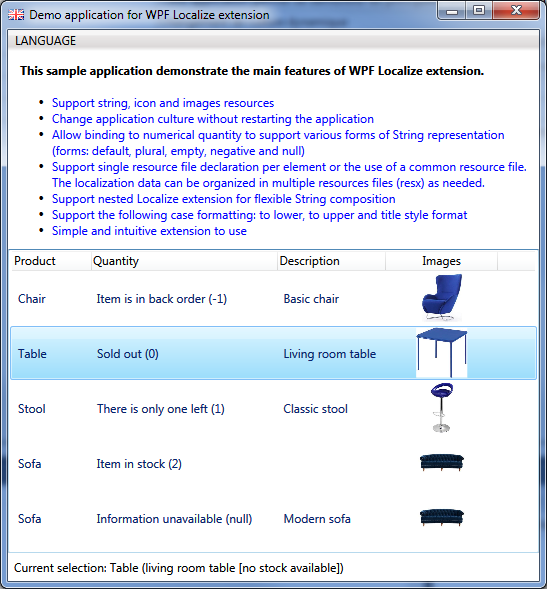 Demo application for WPF Localize extension
LANGUAGE
This sample application demonstrate the main features of WPF Localize extension.
• Support string, icon and images resources
• Change application culture without restarting the application
• Allow binding to numerical quantity to support various forms of String representation
(forms: default, plural, empty, negative and null)
• Support single resource file declaration per element or the use of a common resource file.
The localization data can be organized in multiple resources files (resx) as needed.
• Support nested Localize extension for flexible String composition
• Support the following case formatting: to lower, to upper and title style format
• Simple and intuitive extension to use
Product Quantity Description Images
Chair Item is in back order (-1) Basic chair
Table Sold out (0) Living room table
Stool There is only one left (1) Classic stool
Sofa Item in stock (2)
Sofa Information unavailable (null) Modern sofa
Current selection: Table (living room table [no stock available])